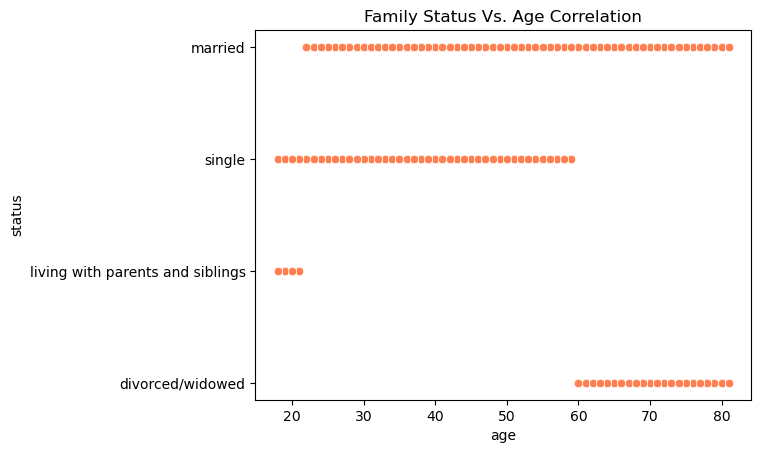 Family Status Vs. Age Correlation
married
single
living with parents and siblings
divorced/widowed
status
20 30 40 50 60 70 80
age